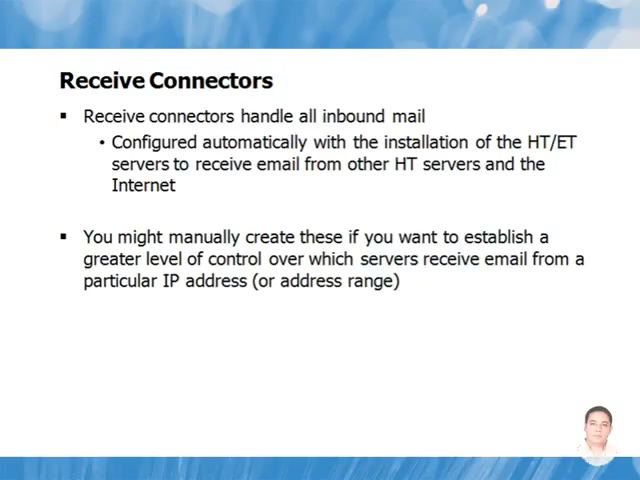 Receive Connectors
▪ Receive connectors handle all inbound mail
• Configured automatically with the installation of the HT/ET
servers to receive email from other HT servers and the
Internet
▪ You might manually create these if you want to establish a
greater level of control over which servers receive email from a
particular IP address (or address range)